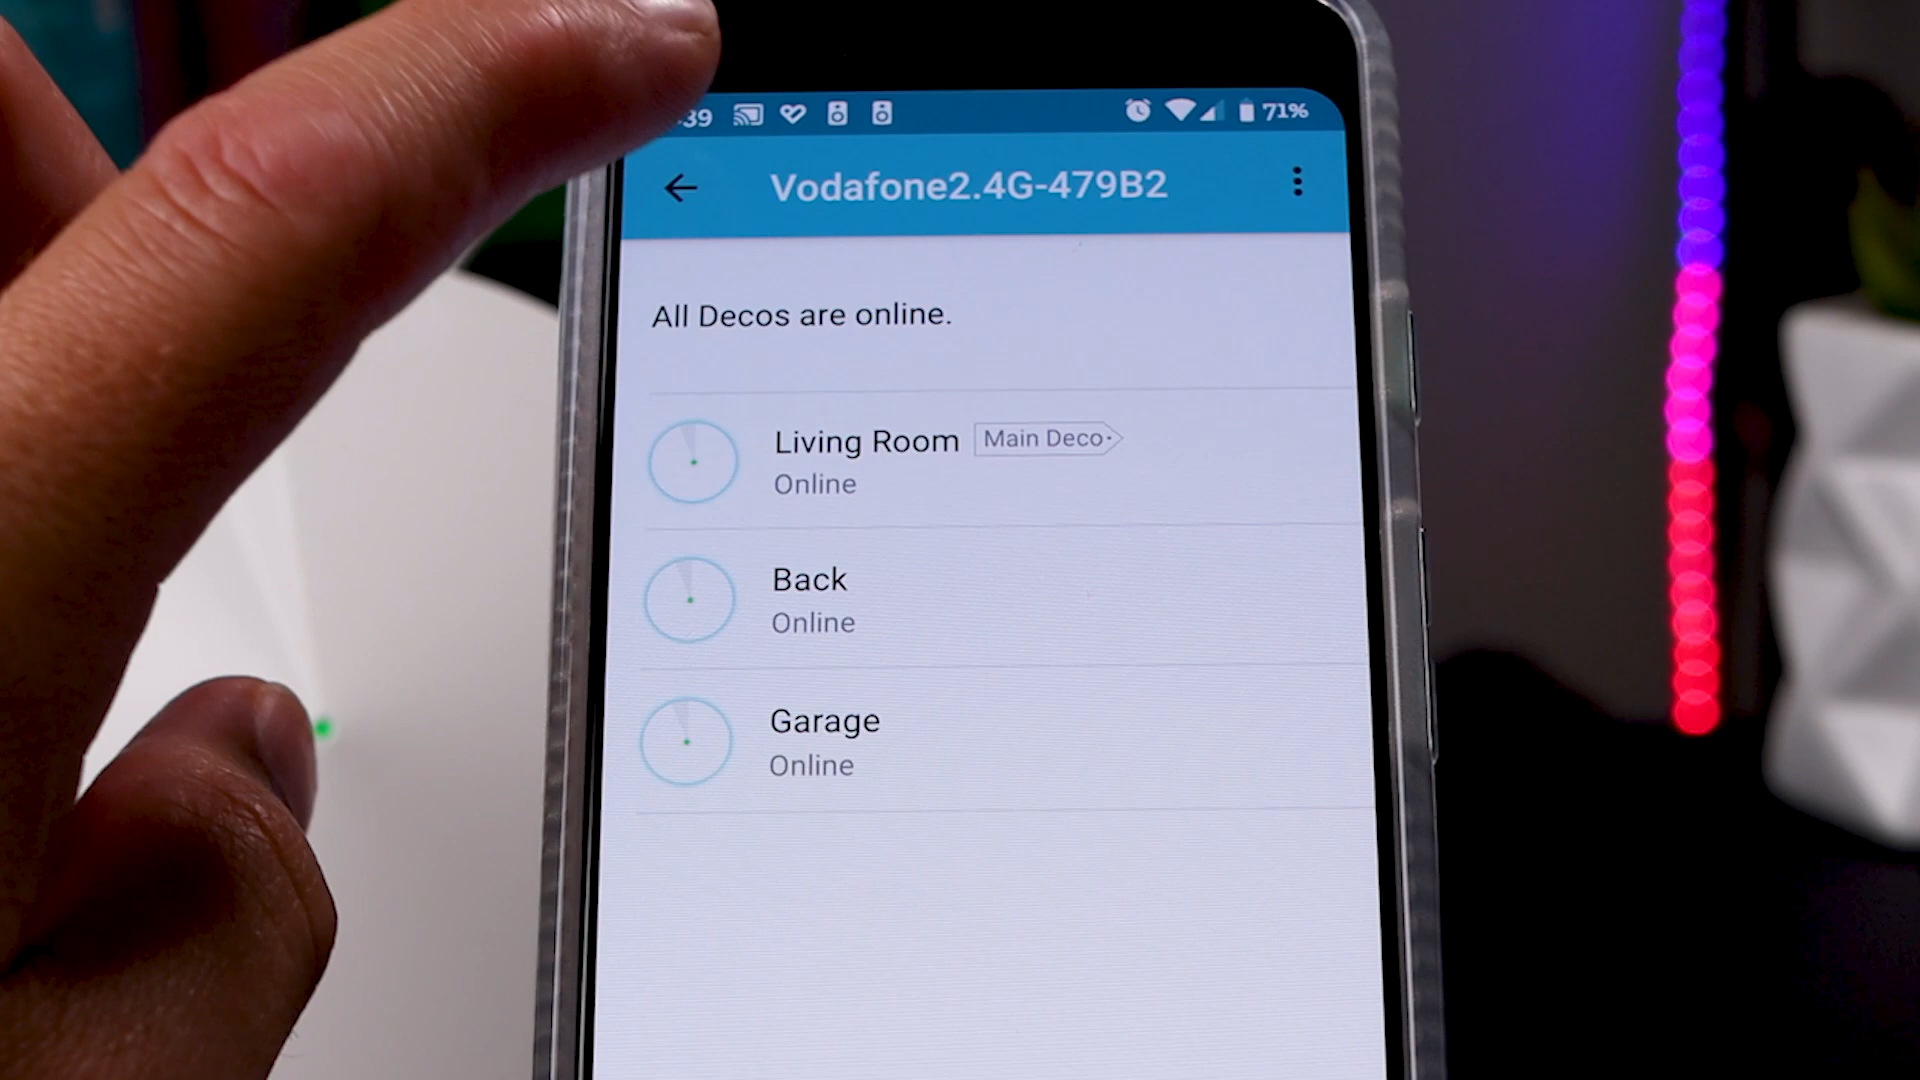 39 71%
Vodafone2.4G-479B2
All Decos are online.
Living Room Main Deco
Online
Back
Online
Garage
Online